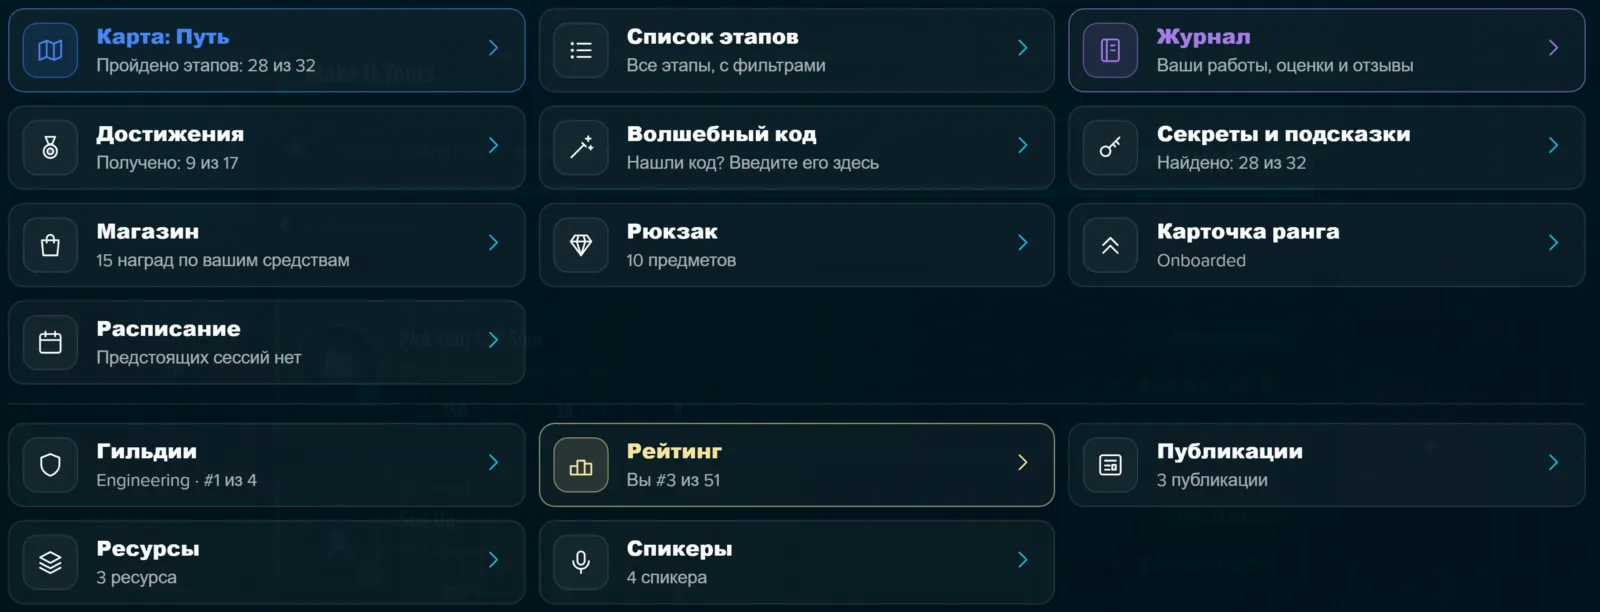 Карта: Путь
Пройдено этапов: 28 из 32
Список этапов
Все этапы, с фильтрами
Журнал
Ваши работы, оценки и отзывы
Достижения
Получено: 9 из 17
Волшебный код
Нашли код? Введите его здесь
Секреты и подсказки
Найдено: 28 из 32
Магазин
15 наград по вашим средствам
Рюкзак
10 предметов
Карточка ранга
Onboarded
Расписание
Предстоящих сессий нет
Гильдии
Engineering · #1 из 4
Рейтинг
Вы #3 из 51
Публикации
3 публикации
Ресурсы
3 ресурса
Спикеры
4 спикера